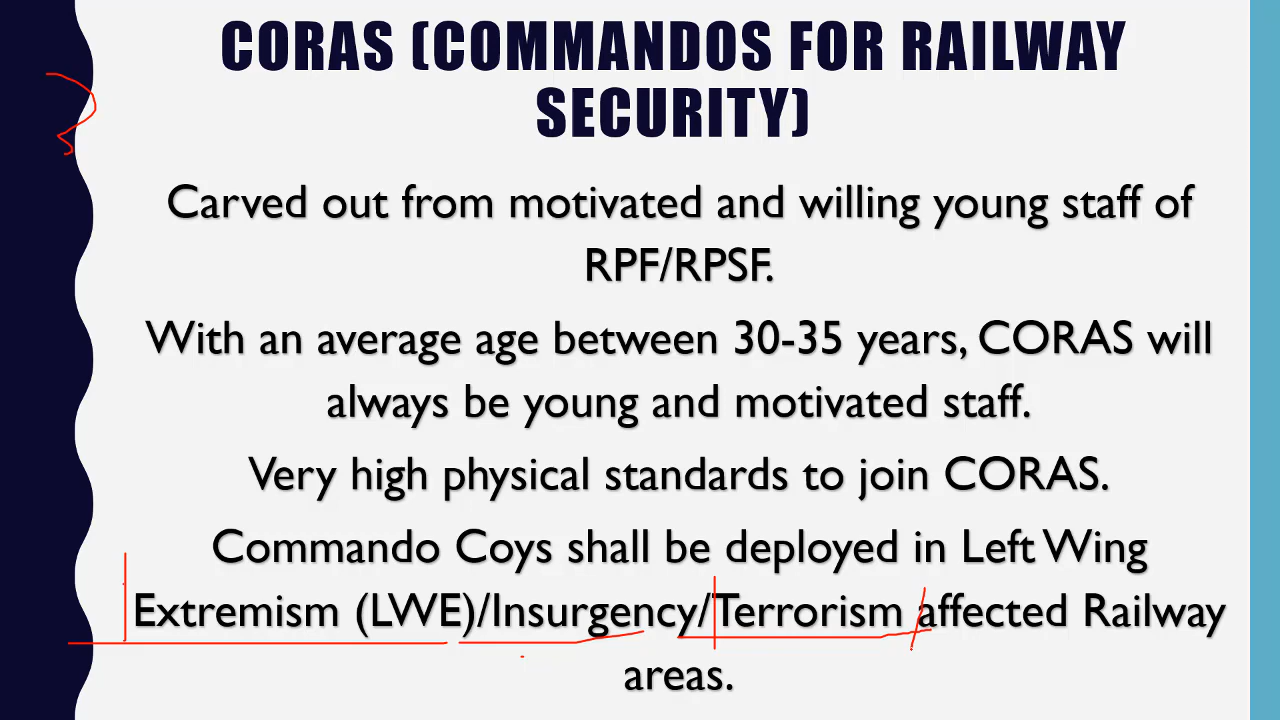 CORAS (COMMANDOS FOR RAILWAY
SECURITY)
Carved out from motivated and willing young staff of
RPF/RPSF.
With an average age between 30-35 years, CORAS will
always be young and motivated staff.
Very high physical standards to join CORAS.
Commando Coys shall be deployed in Left Wing
Extremism (LWE)/Insurgency/Terrorism affected Railway
areas.